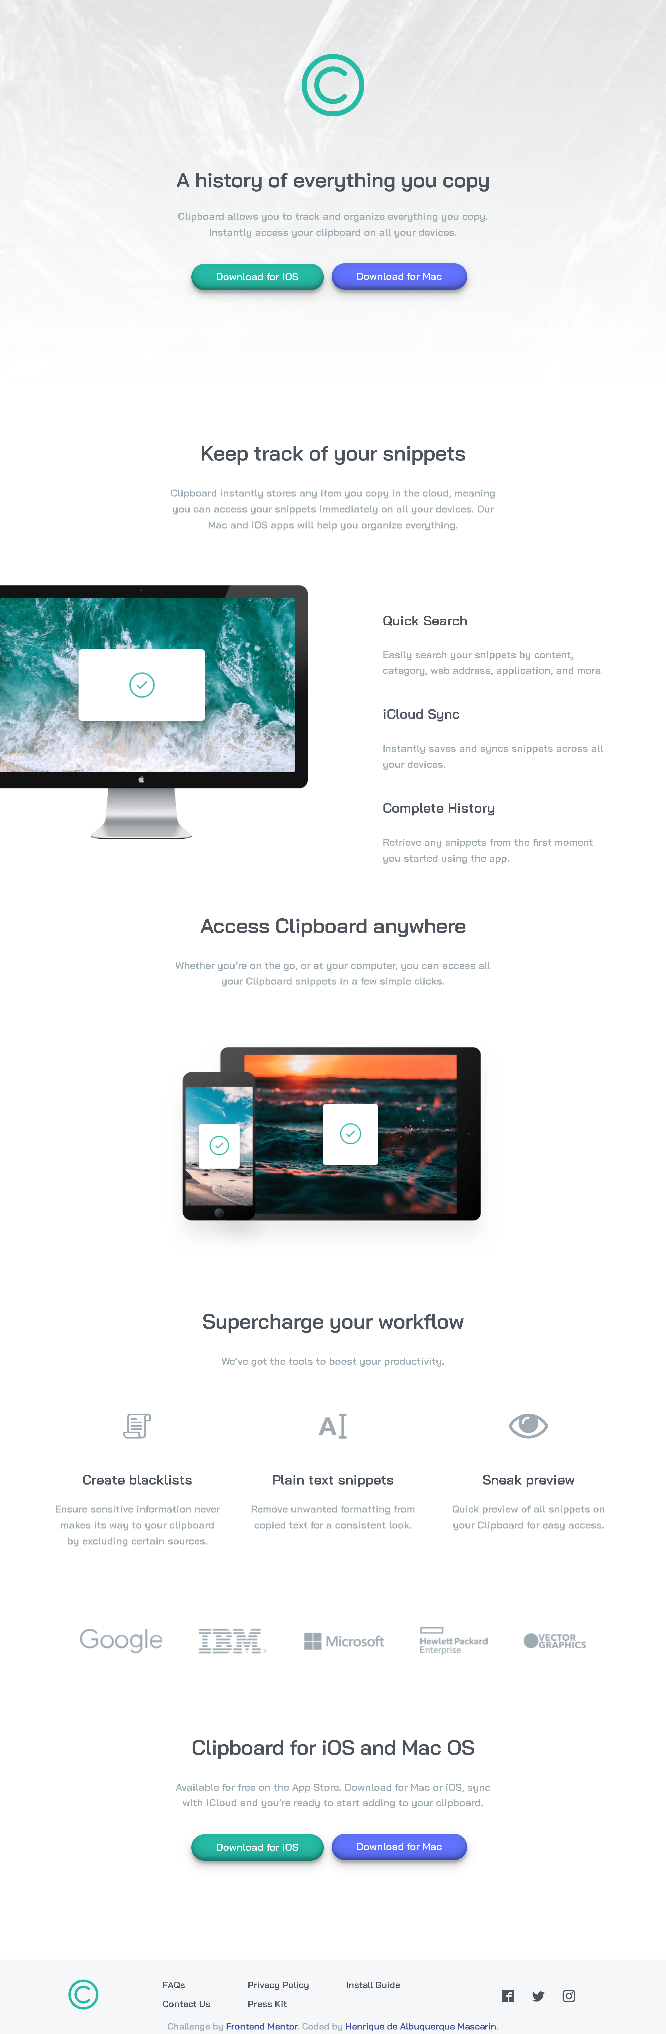 A history of everything you copy
Clipboard allows you to track and organize everything you copy.
Instantly access your clipboard on all your devices.
Download for iOS
Download for Mac
Keep track of your snippets
Clipboard instantly stores any item you copy in the cloud, meaning
you can access your snippets immediately on all your devices. Our
Mac and iOS apps will help you organize everything.
Quick Search
Easily search your snippets by content,
category, web address, application, and more.
iCloud Sync
Instantly saves and syncs snippets across all
your devices.
Complete History
Retrieve any snippets from the first moment
you started using the app.
Access Clipboard anywhere
Whether you're on the go, or at your computer, you can access all
your Clipboard snippets in a few simple clicks.
Supercharge your workflow
We've got the tools to boost your productivity.
Create blacklists
Ensure sensitive information never
makes its way to your clipboard
by excluding certain sources.
Plain text snippets
Remove unwanted formatting from
copied text for a consistent look.
Sneak preview
Quick preview of all snippets on
your Clipboard for easy access.
Google
IBM
Microsoft
Hewlett Packard
Enterprise
VECTOR
GRAPHICS
Clipboard for iOS and Mac OS
Available for free on the App Store. Download for Mac or iOS, sync
with iCloud and you're ready to start adding to your clipboard.
Download for iOS
Download for Mac
FAQs
Contact Us
Privacy Policy
Press Kit
Install Guide
Challenge by Frontend Mentor. Coded by Henrique de Albuquerque Mascarin.